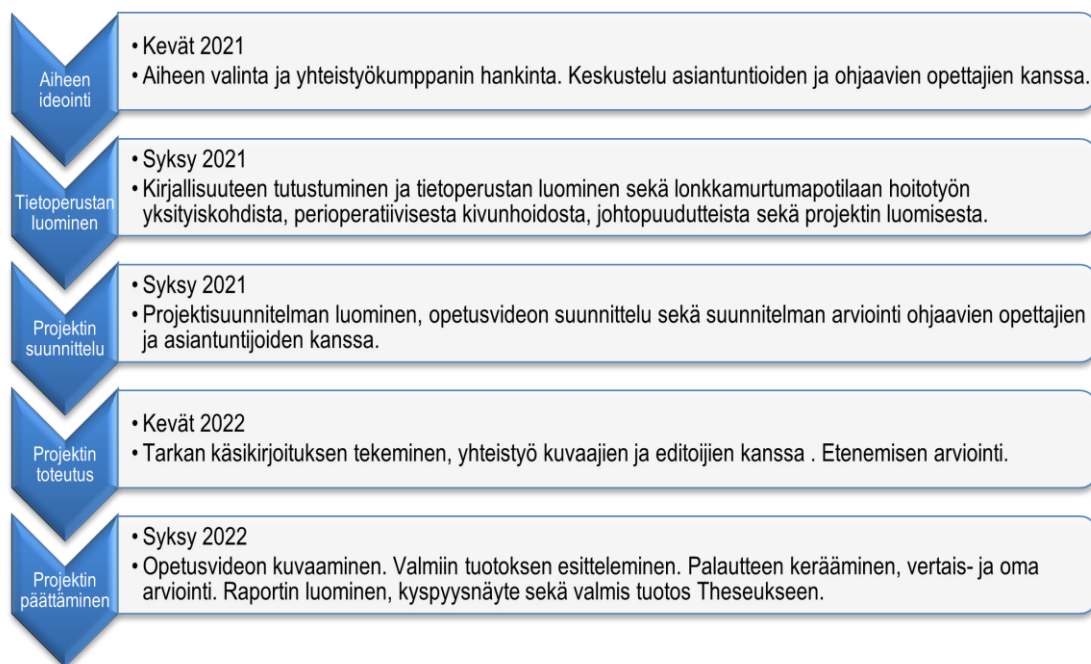 Aiheen
ideointi
• Kevät 2021
• Aiheen valinta ja yhteistyökumppanin hankinta. Keskustelu asiantuntioiden ja ohjaavien opettajien kanssa.
Tietoperustan
luominen
• Syksy 2021
• Kirjallisuuteen tutustuminen ja tietoperustan luominen sekä lonkkamurtumapotilaan hoitotyön
yksityiskohdista, perioperatiivisesta kivunhoidosta, johtopuudutteista sekä projektin luomisesta.
Projektin
suunnittelu
• Syksy 2021
• Projektisuunnitelman luominen, opetusvideon suunnittelu sekä suunnitelman arviointi ohjaavien opettajien
ja asiantuntijoiden kanssa.
Projektin
toteutus
• Kevät 2022
• Tarkan käsikirjoituksen tekeminen, yhteistyö kuvaajien ja editoijien kanssa . Etenemisen arviointi.
Projektin
päättäminen
• Syksy 2022
• Opetusvideon kuvaaminen. Valmiin tuotoksen esitteleminen. Palautteen kerääminen, vertais- ja oma
arviointi. Raportin luominen, kyspyysnäyte sekä valmis tuotos Theseukseen.